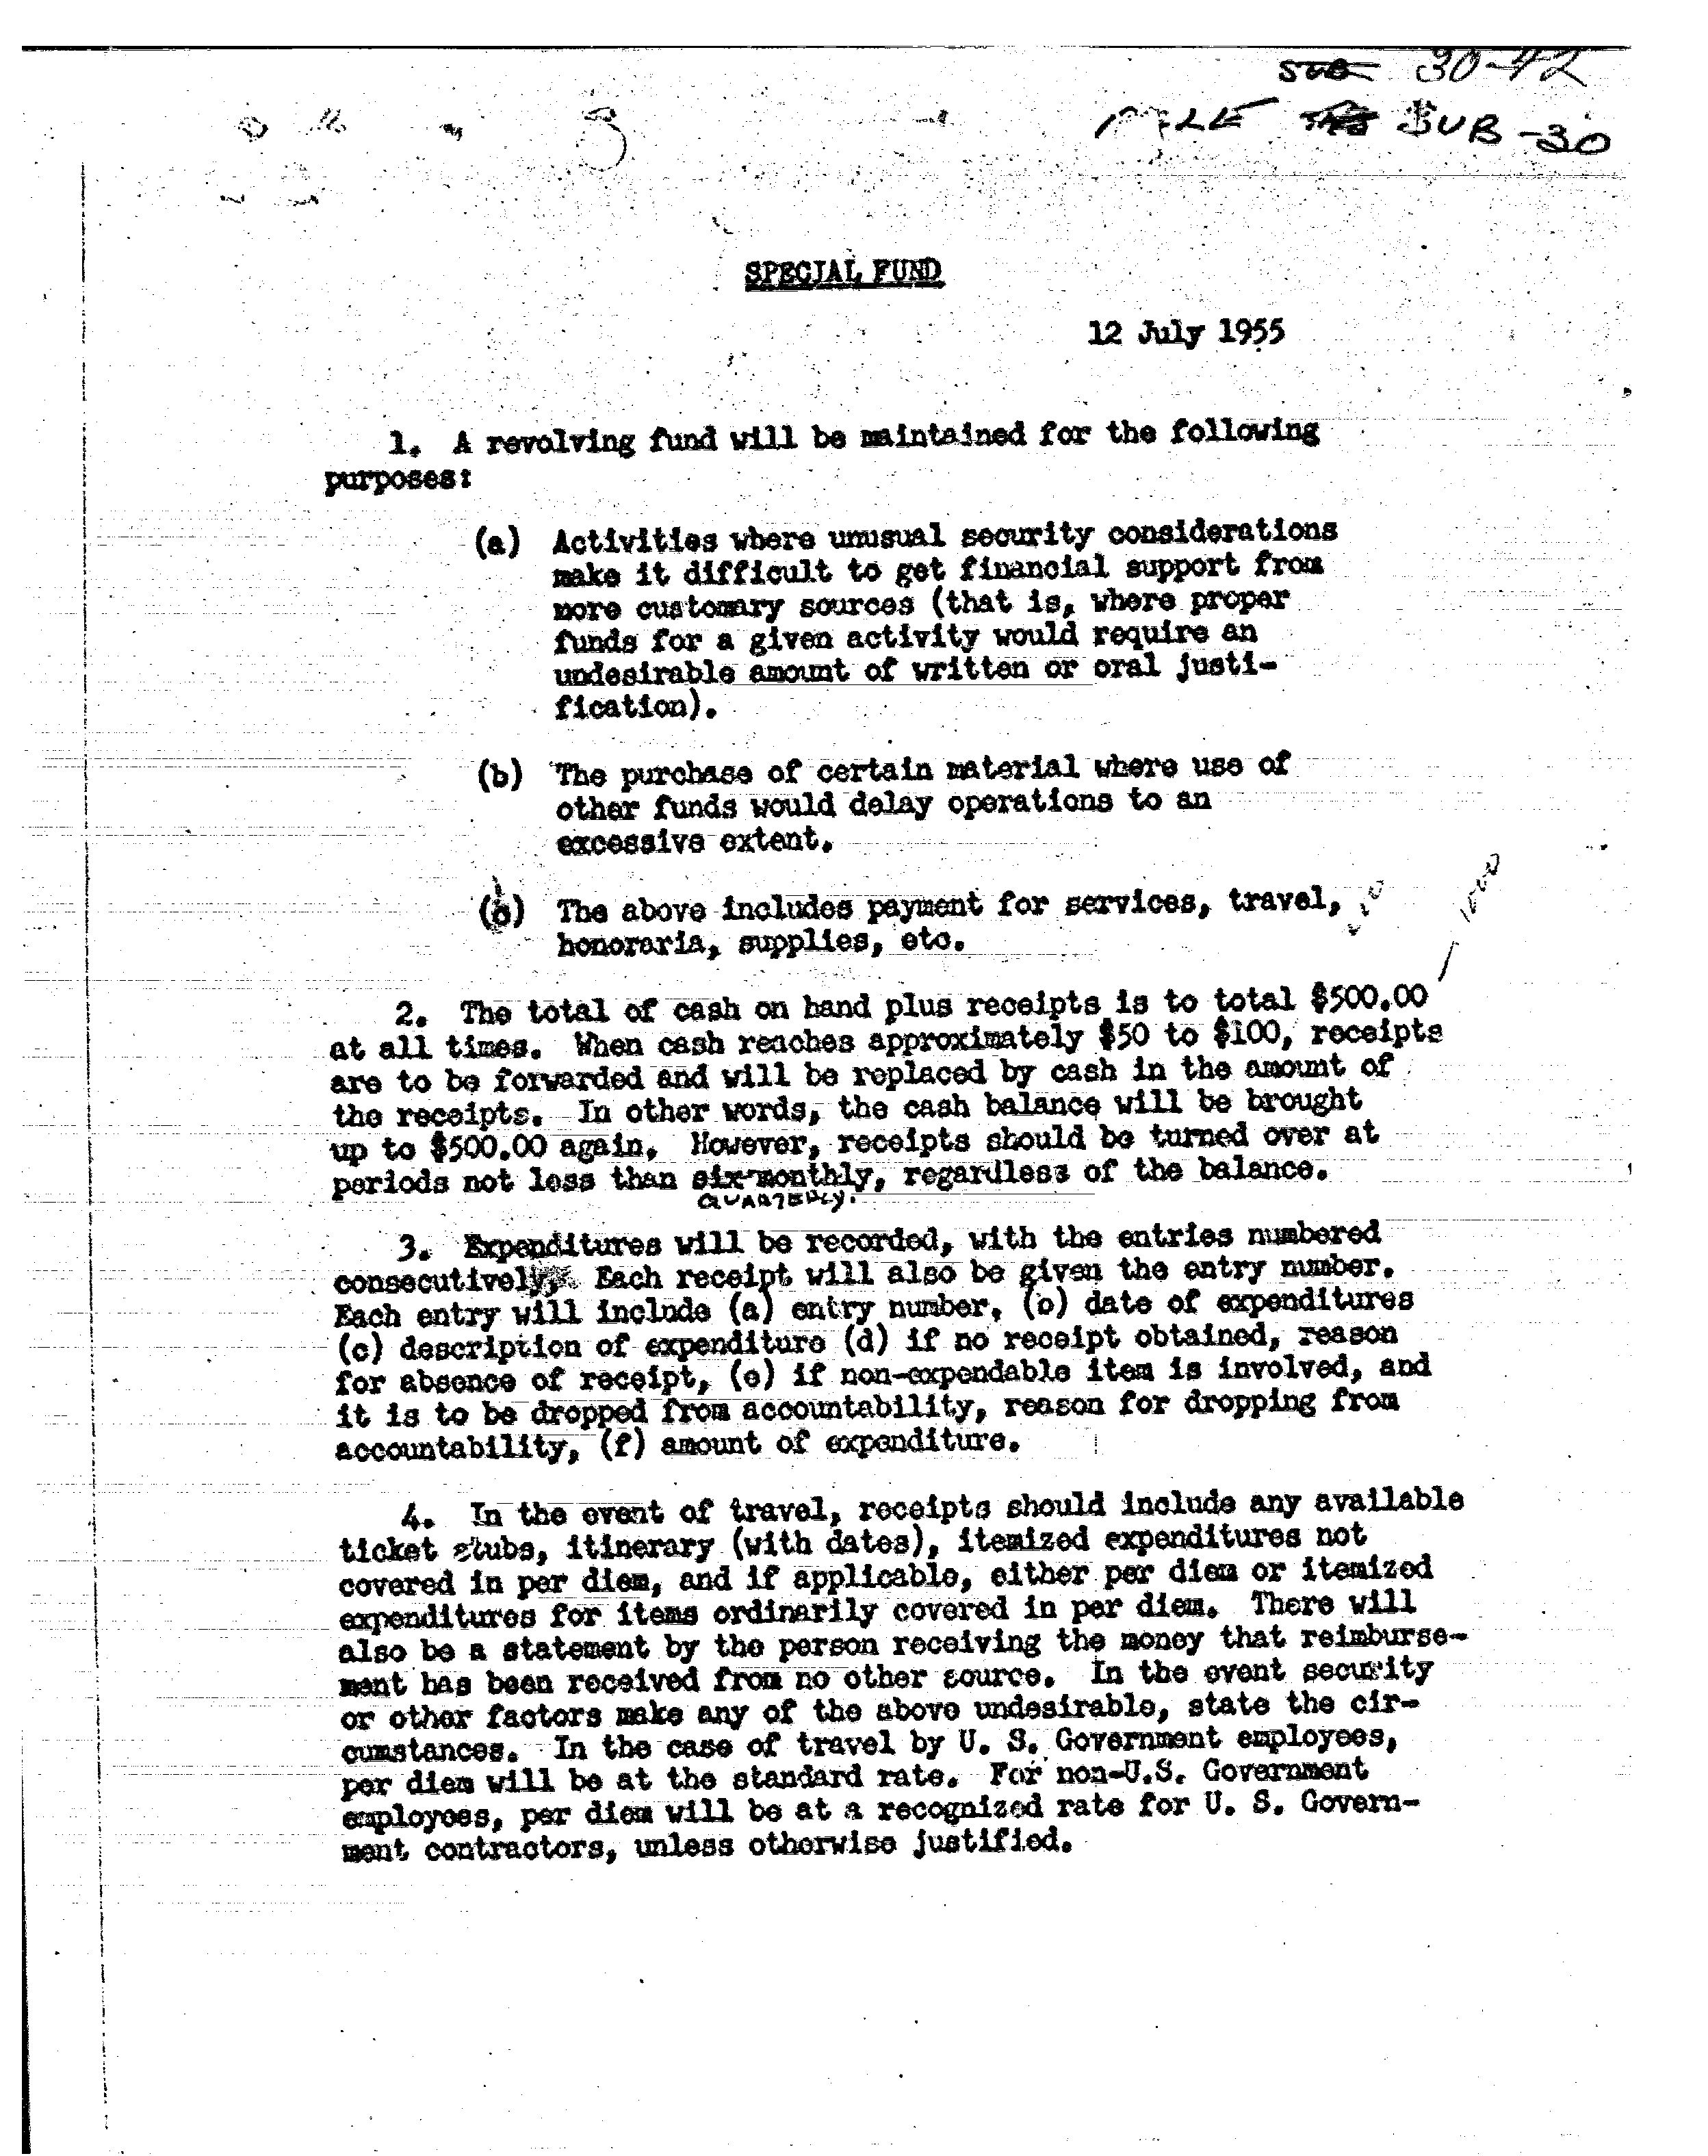 SUB 30-42
FILE SUB-30
SPECIAL FUND
12 July 1955
1. A revolving fund will be maintained for the following
purposes:
(a) Activities where unusual security considerations
make it difficult to get financial support from
more customary sources (that is, where proper
funds for a given activity would require an
undesirable amount of written or oral justi-
fication).
(b) The purchase of certain material where use of
other funds would delay operations to an
excessive extent.
(c) The above includes payment for services, travel,
honoraria, supplies, etc.
1000
2. The total of cash on hand plus receipts is to total $500.00
at all times. When cash reaches approximately $50 to $100, receipts
are to be forwarded and will be replaced by cash in the amount of
the receipts. In other words, the cash balance will be brought
up to $500.00 again. However, receipts should be turned over at
periods not less than six monthly, regardless of the balance.
QUARTERLY.
3. Expenditures will be recorded, with the entries numbered
consecutively. Each receipt will also be given the entry number.
Each entry will include (a) entry number, (b) date of expenditures
(c) description of expenditure (d) if no receipt obtained, reason
for absence of receipt, (e) if non-expendable item is involved, and
it is to be dropped from accountability, reason for dropping from
accountability, (f) amount of expenditure.
4. In the event of travel, receipts should include any available
ticket stubs, itinerary (with dates), itemized expenditures not
covered in per diem, and if applicable, either per diem or itemized
expenditures for items ordinarily covered in per diem. There will
also be a statement by the person receiving the money that reimburse-
ment has been received from no other source. In the event security
or other factors make any of the above undesirable, state the cir-
cumstances. In the case of travel by U. S. Government employees,
per diem will be at the standard rate. For non-U.S. Government
employees, per diem will be at a recognized rate for U. S. Govern-
ment contractors, unless otherwise justified.